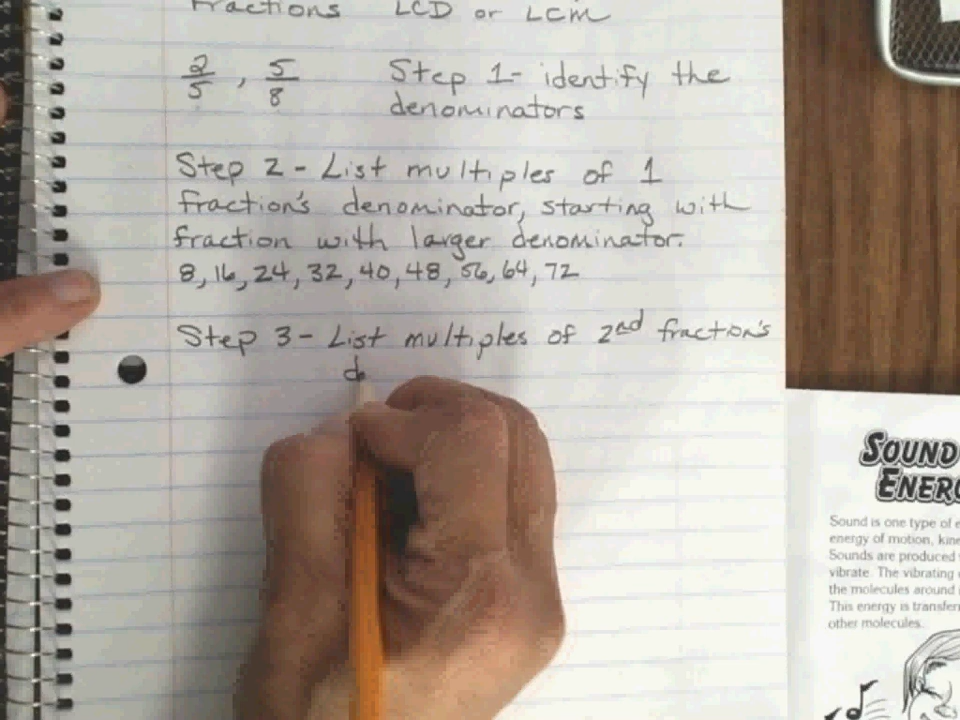 Fractions LCD or LCM
2/5, 5/8 Step 1- identify the
denominators
Step 2 - List multiples of 1
fraction's denominator, starting with
fraction with larger denominator.
8, 16, 24, 32, 40, 48, 56, 64, 72
Step 3 - List multiples of 2nd fraction's
de
SOUND
ENERG
Sound is one type of e
energy of motion, kine
Sounds are produced
vibrate. The vibrating
the molecules around
This energy is transfer
other molecules.